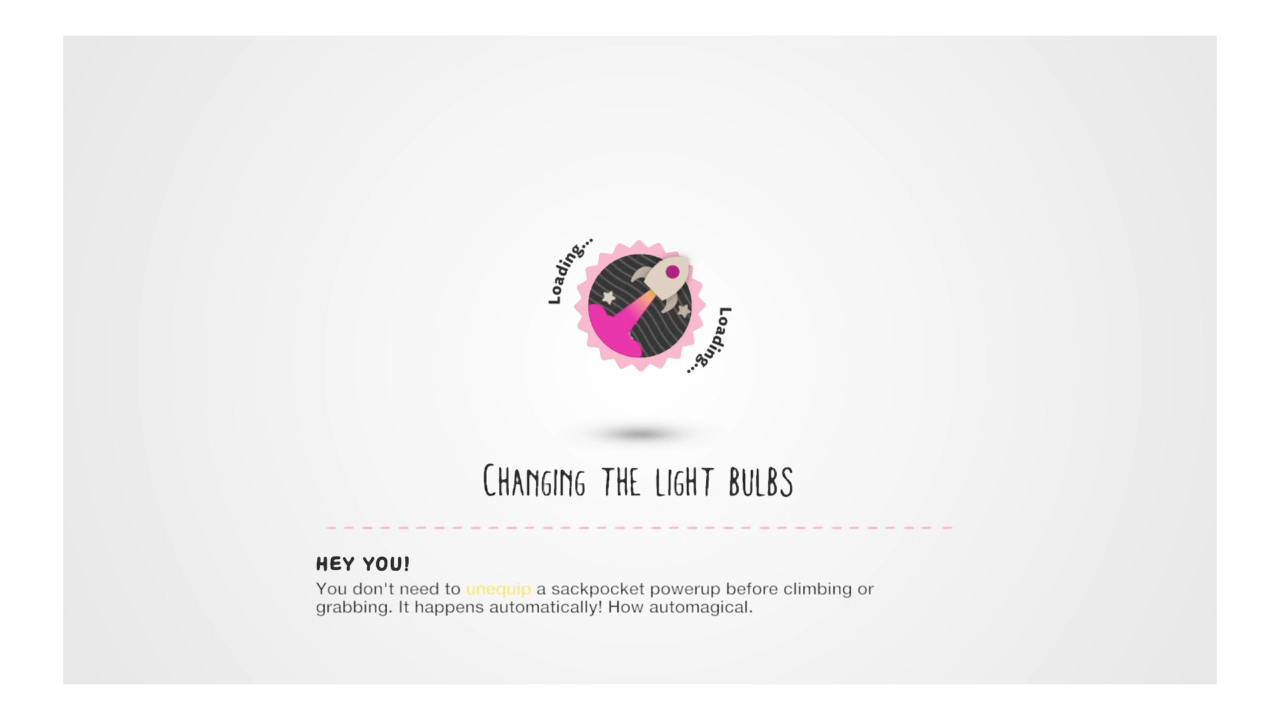 Loading...
Loading...
CHANGING THE LIGHT BULBS
HEY YOU!
You don't need to unequip a sackpocket powerup before climbing or
grabbing. It happens automatically! How automagical.